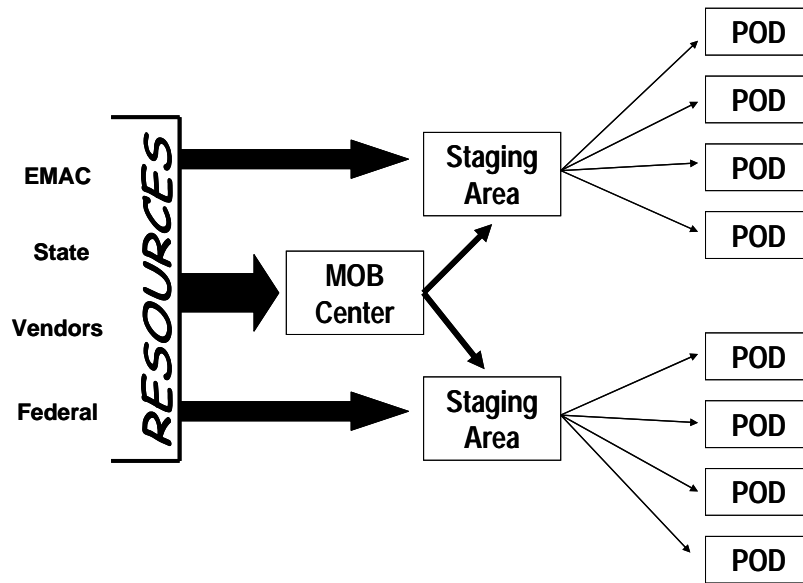 EMAC
State
Vendors
Federal
RESOURCES
MOB
Center
Staging
Area
Staging
Area
POD
POD
POD
POD
POD
POD
POD
POD